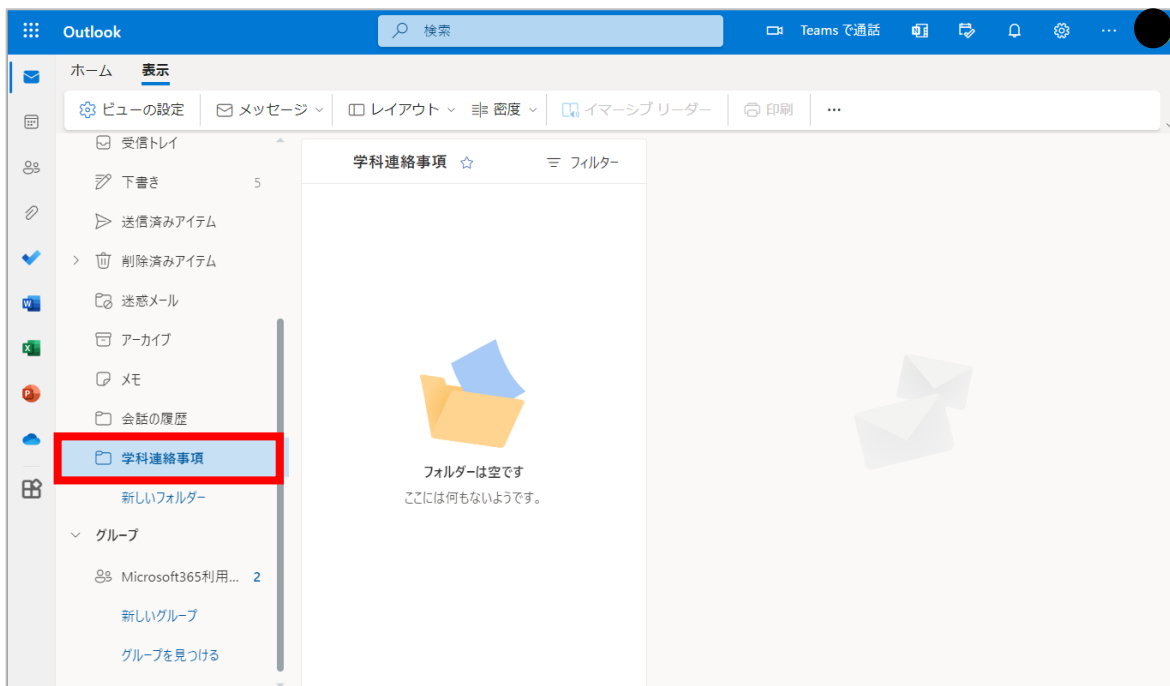 Outlook
検索
Teams で通話
ホーム 表示
ビューの設定 メッセージ レイアウト 密度 イマーシブ リーダー 印刷 …
受信トレイ
下書き 5
送信済みアイテム
削除済みアイテム
迷惑メール
アーカイブ
メモ
会話の履歴
学科連絡事項
新しいフォルダー
グループ
Microsoft365利用... 2
新しいグループ
グループを見つける
学科連絡事項 フィルター
フォルダーは空です
ここには何もないようです。